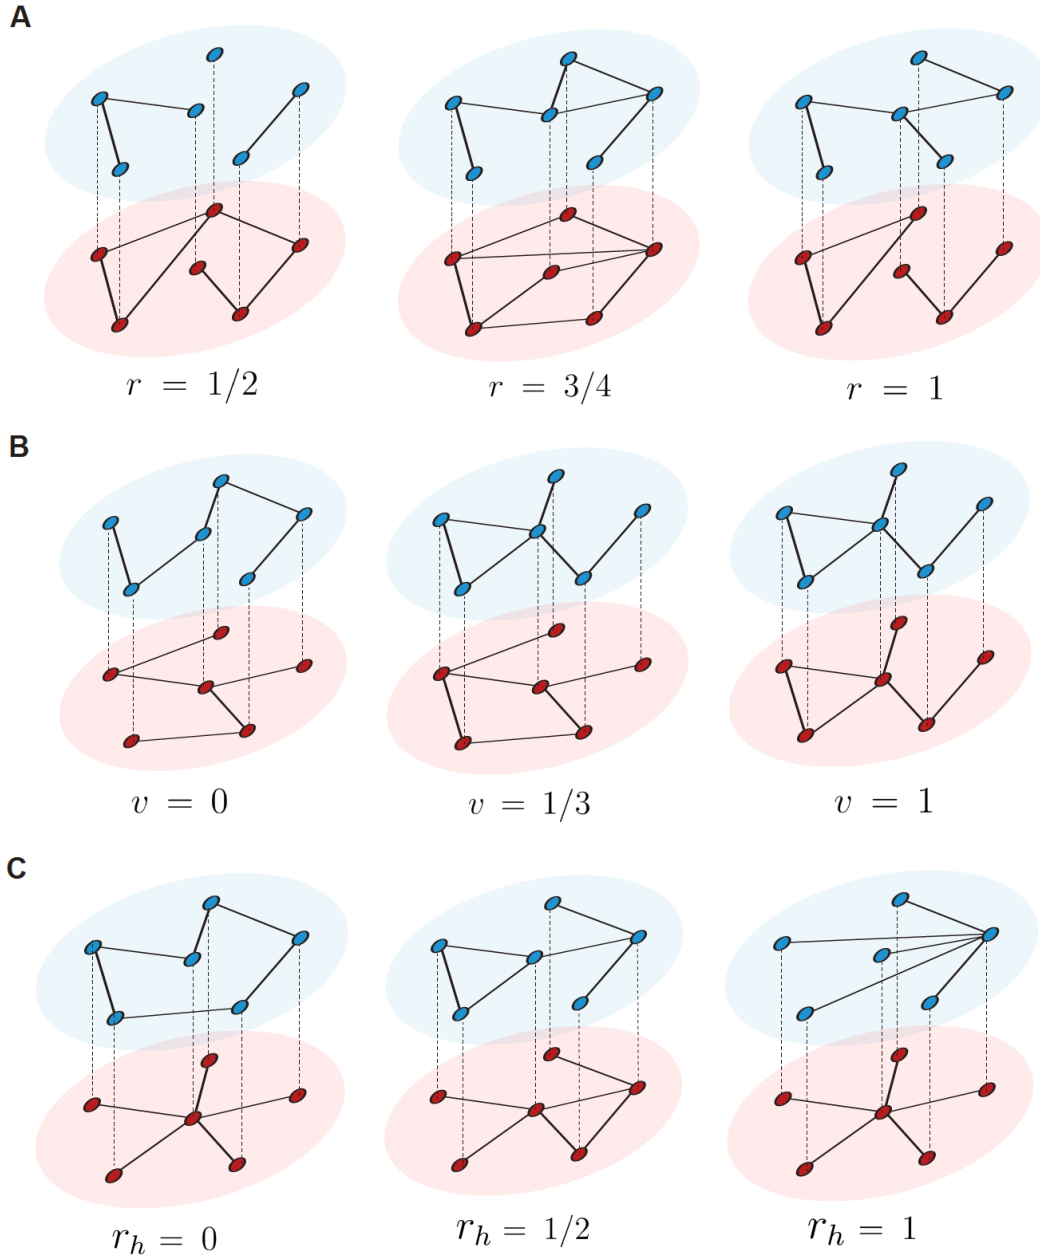 A
r = 1/2
r = 3/4
r = 1
B
v = 0
v = 1/3
v = 1
C
r_h = 0
r_h = 1/2
r_h = 1